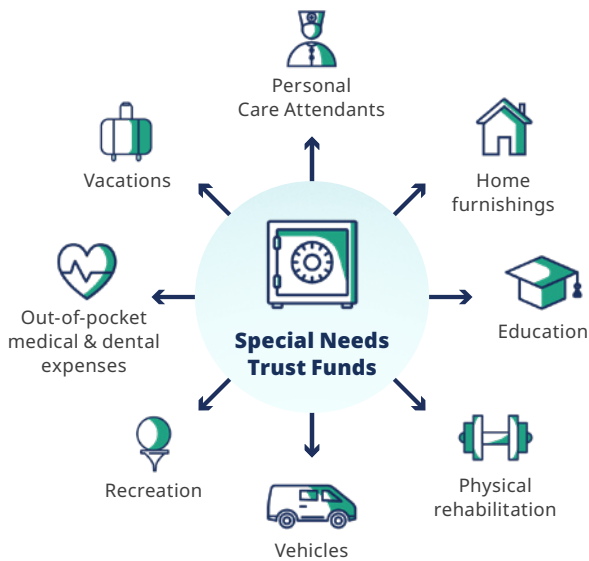 Personal
Care Attendants
Vacations
Home
furnishings
Out-of-pocket
medical & dental
expenses
Special Needs
Trust Funds
Education
Recreation
Physical
rehabilitation
Vehicles